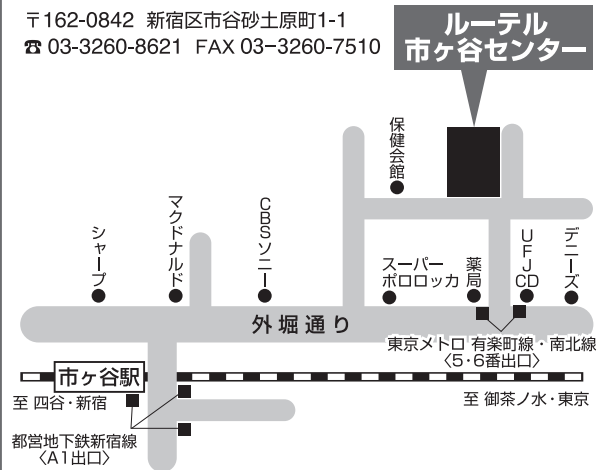 〒162-0842 新宿区市谷砂土原町1-1
☎ 03-3260-8621 FAX 03-3260-7510
ルーテル
市ヶ谷センター
保健会館
シャープ
マクドナルド
CBSソニー
スーパー
ポロロッカ
薬局
UFJ
CD
デニーズ
外堀通り
東京メトロ 有楽町線・南北線
〈5・6番出口〉
市ヶ谷駅
至 四谷・新宿
至 御茶ノ水・東京
都営地下鉄新宿線
〈A1出口〉